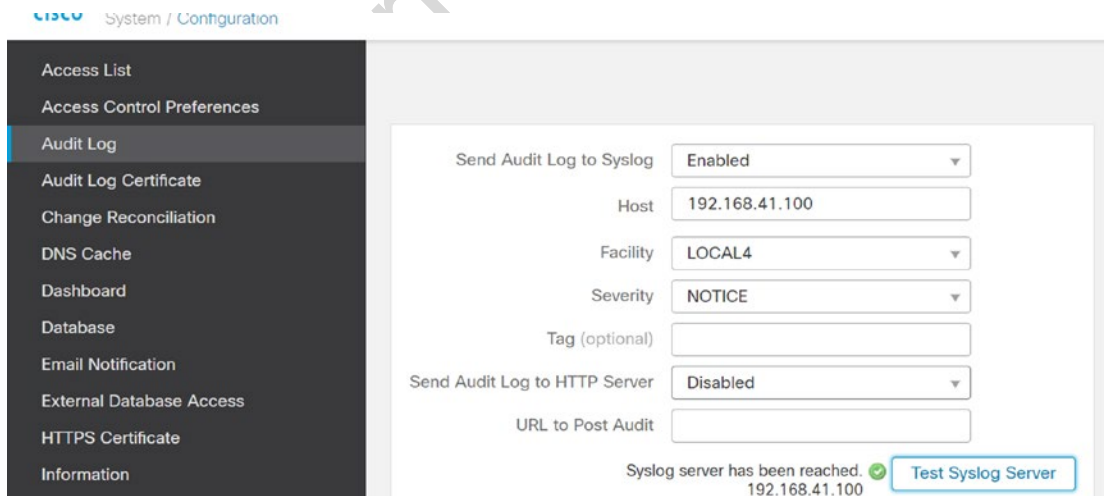 CISCO System / Configuration
Access List
Access Control Preferences
Audit Log
Audit Log Certificate
Change Reconciliation
DNS Cache
Dashboard
Database
Email Notification
External Database Access
HTTPS Certificate
Information
Send Audit Log to Syslog Enabled
Host 192.168.41.100
Facility LOCAL4
Severity NOTICE
Tag (optional)
Send Audit Log to HTTP Server Disabled
URL to Post Audit
Syslog server has been reached. Test Syslog Server
192.168.41.100